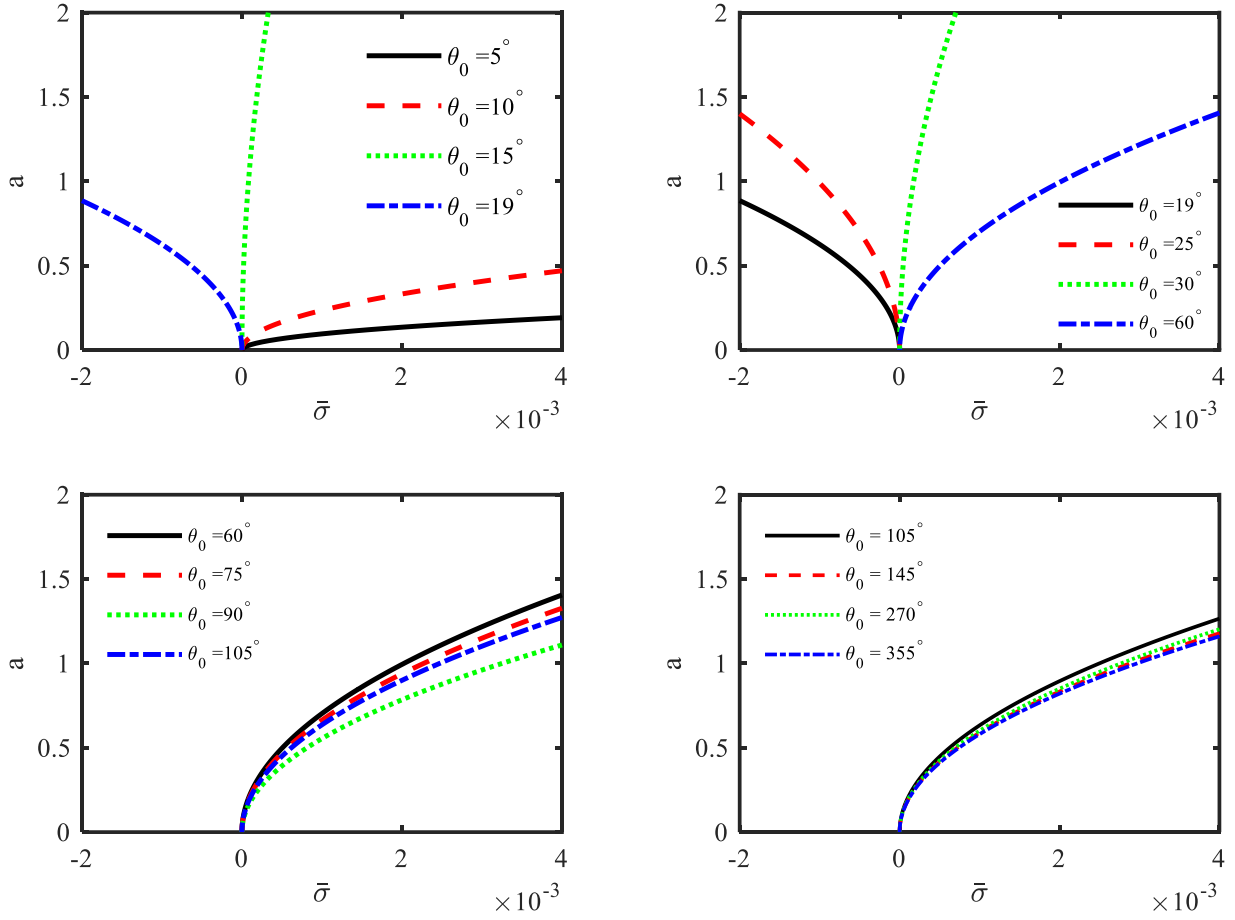 2
1.5
1
0.5
0
a
-2
0
2
4
×10⁻³
σ̄
θ₀ =5°
θ₀ =10°
θ₀ =15°
θ₀ =19°
2
1.5
1
0.5
0
a
-2
0
2
4
×10⁻³
σ̄
θ₀ =19°
θ₀ =25°
θ₀ =30°
θ₀ =60°
2
1.5
1
0.5
0
a
-2
0
2
4
×10⁻³
σ̄
θ₀ =60°
θ₀ =75°
θ₀ =90°
θ₀ =105°
2
1.5
1
0.5
0
a
-2
0
2
4
×10⁻³
σ̄
θ₀ = 105°
θ₀ = 145°
θ₀ = 270°
θ₀ = 355°